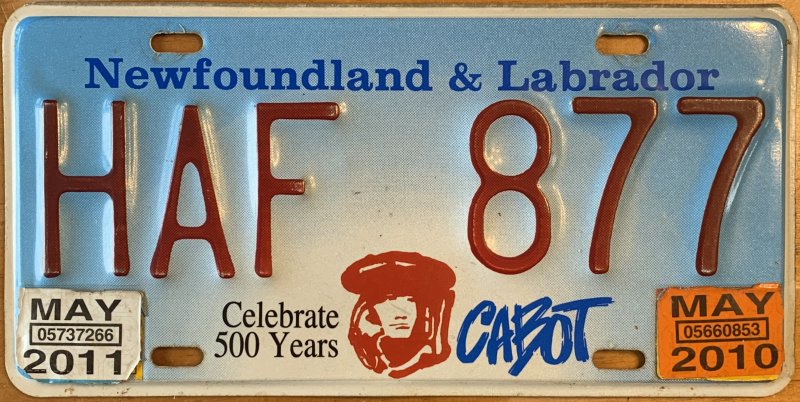 Newfoundland & Labrador
HAF 877
MAY
05737266
2011
Celebrate
500 Years
CABOT
MAY
05660853
2010